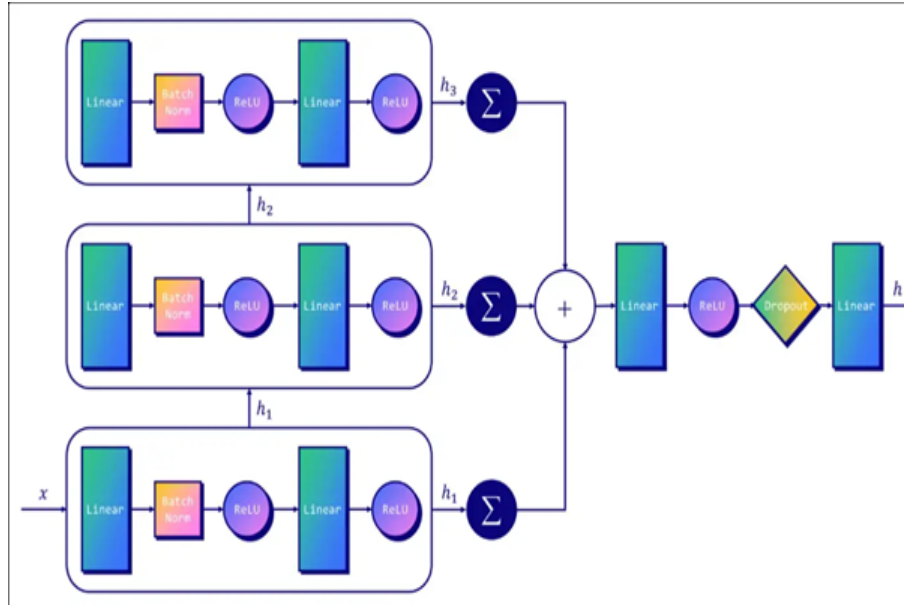 Linear
Batch
Norm
ReLU
Linear
ReLU
h₃
Σ
h₂
Linear
Batch
Norm
ReLU
Linear
ReLU
h₂
Σ
+
Linear
ReLU
Dropout
Linear
h
h₁
x
Linear
Batch
Norm
ReLU
Linear
ReLU
h₁
Σ